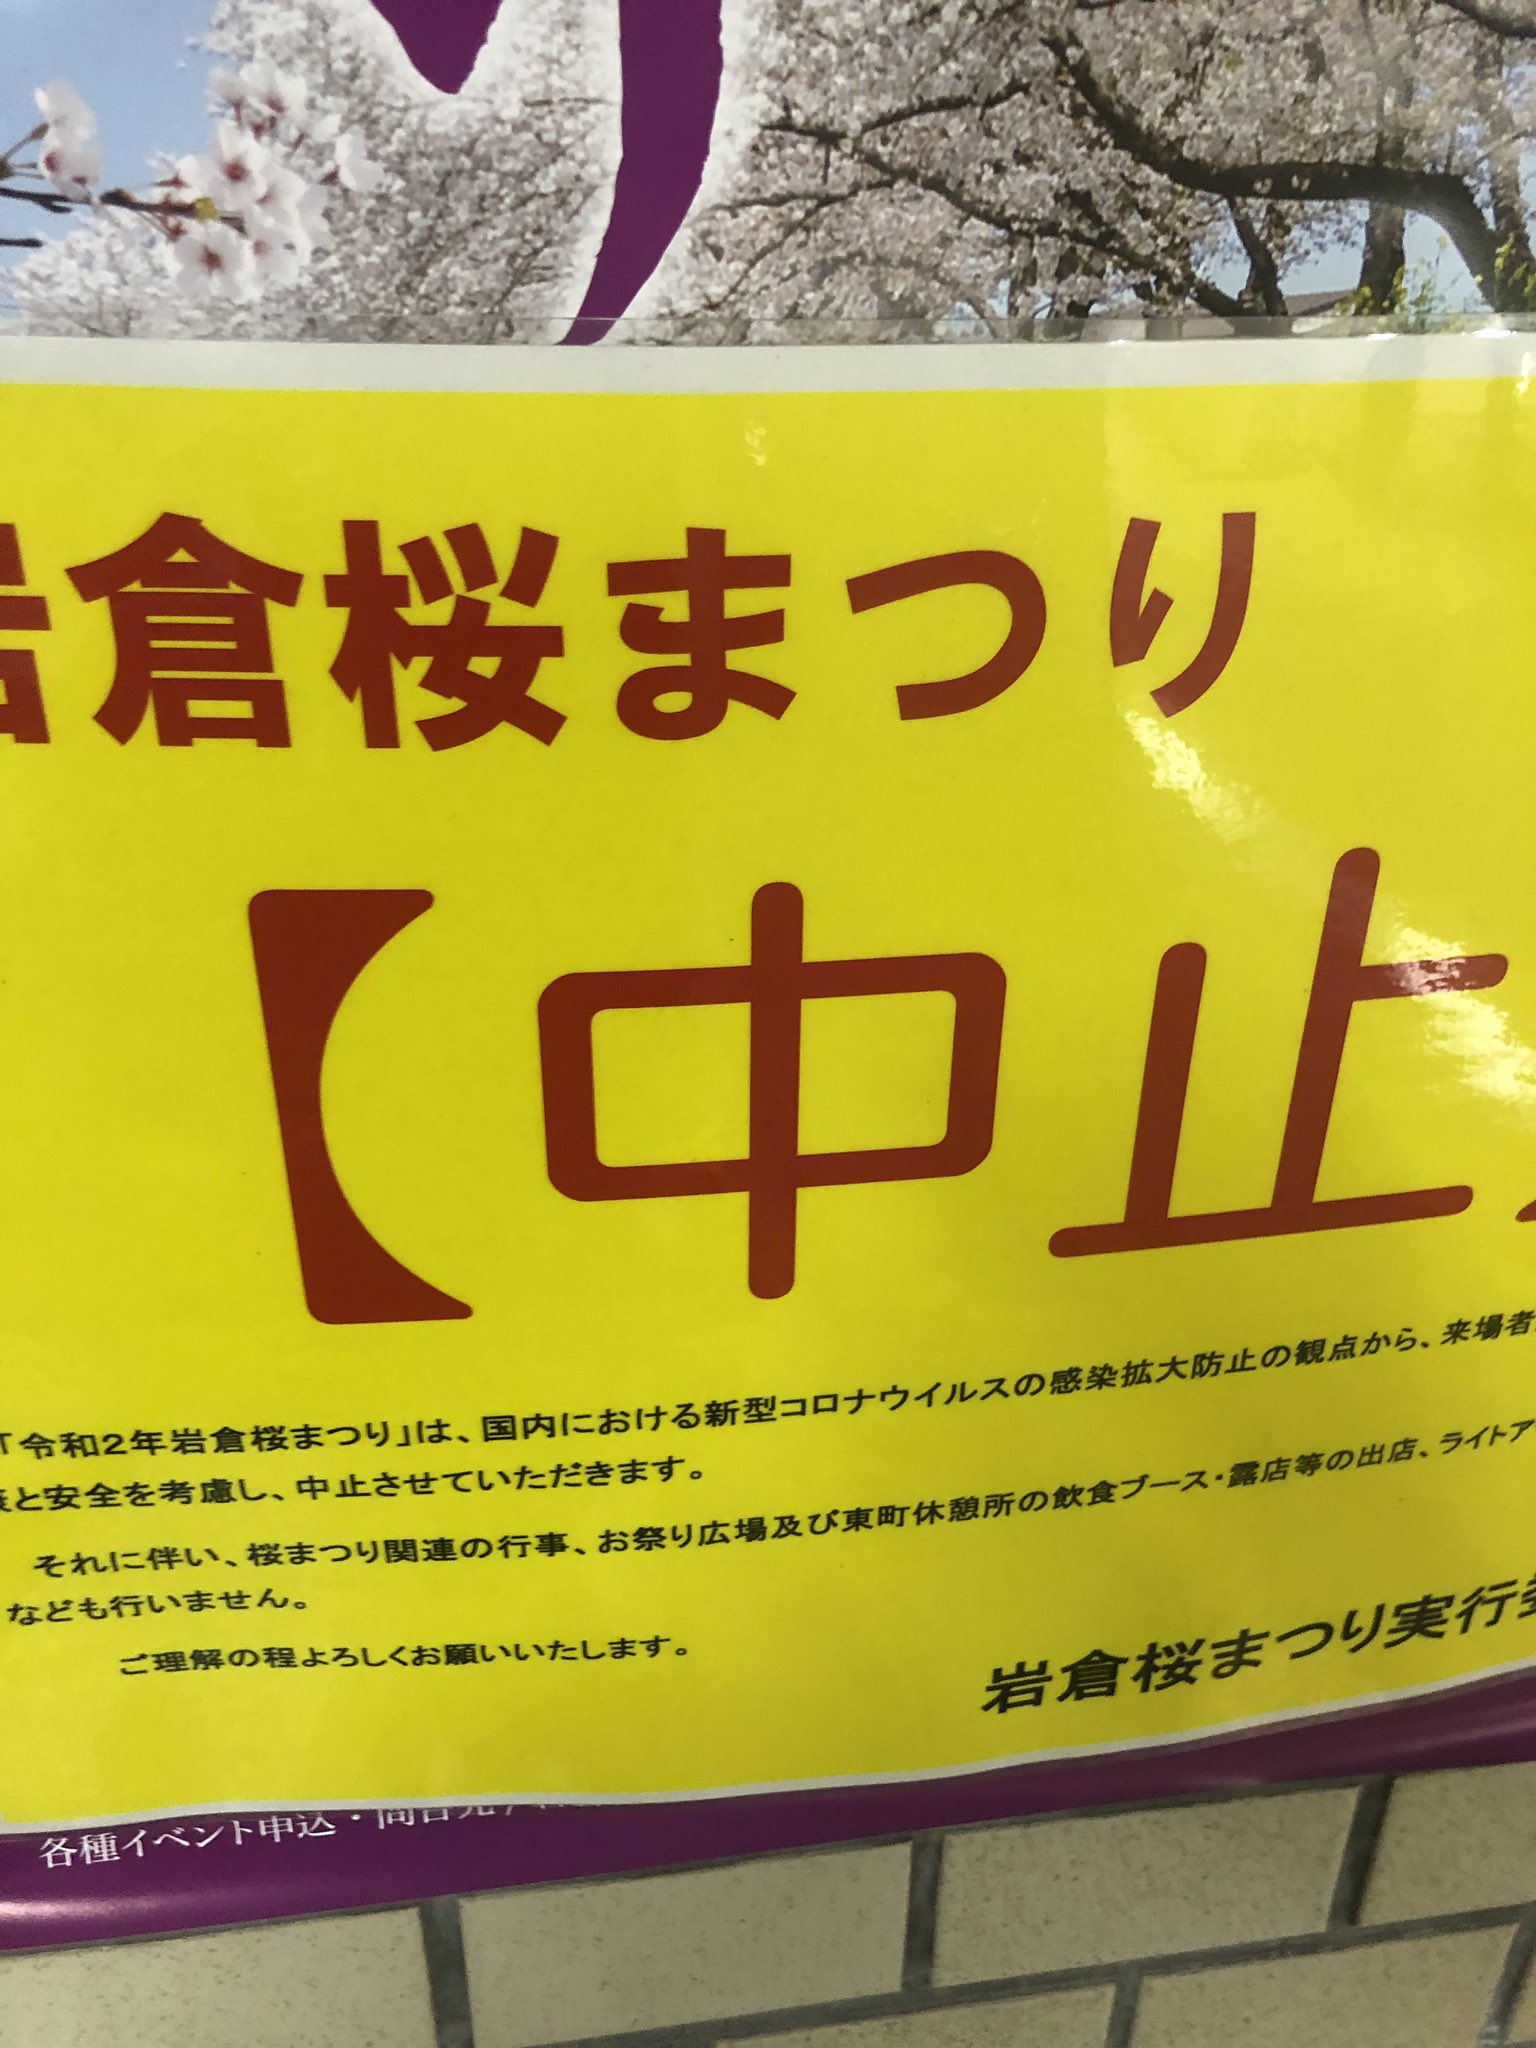 り
岩倉桜まつり
【中止】
「令和2年岩倉桜まつり」は、国内における新型コロナウイルスの感染拡大防止の観点から、来場者
と安全を考慮し、中止させていただきます。
それに伴い、桜まつり関連の行事、お祭り広場及び東町休憩所の飲食ブース・露店等の出店、ライトア
なども行いません。
ご理解の程よろしくお願いいたします。
岩倉桜まつり実行
各種イベント申込・問合先/